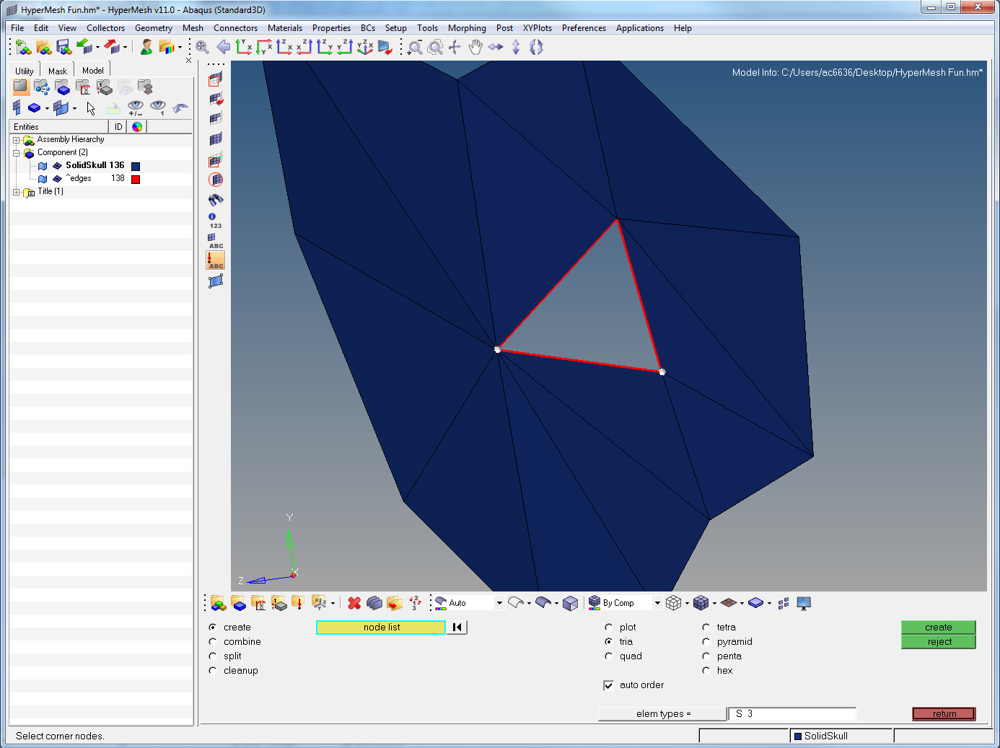 HyperMesh Fun.hm* - HyperMesh v11.0 - Abaqus (Standard3D)
File Edit View Collectors Geometry Mesh Connectors Materials Properties BCs Setup Tools Morphing Post XYPlots Preferences Applications Help
Utility Mask Model
Model Info: C:/Users/ac6636/Desktop/HyperMesh Fun.hm*
Entities ID
Assembly Hierarchy
Component (2)
SolidSkull 136
^edges 138
Title (1)
123
ABC
ABC
Y
X
Z
Auto
By Comp
create node list plot tetra create
combine tria pyramid reject
split quad penta
cleanup hex
auto order
elem types = S 3 return
Select corner nodes. SolidSkull